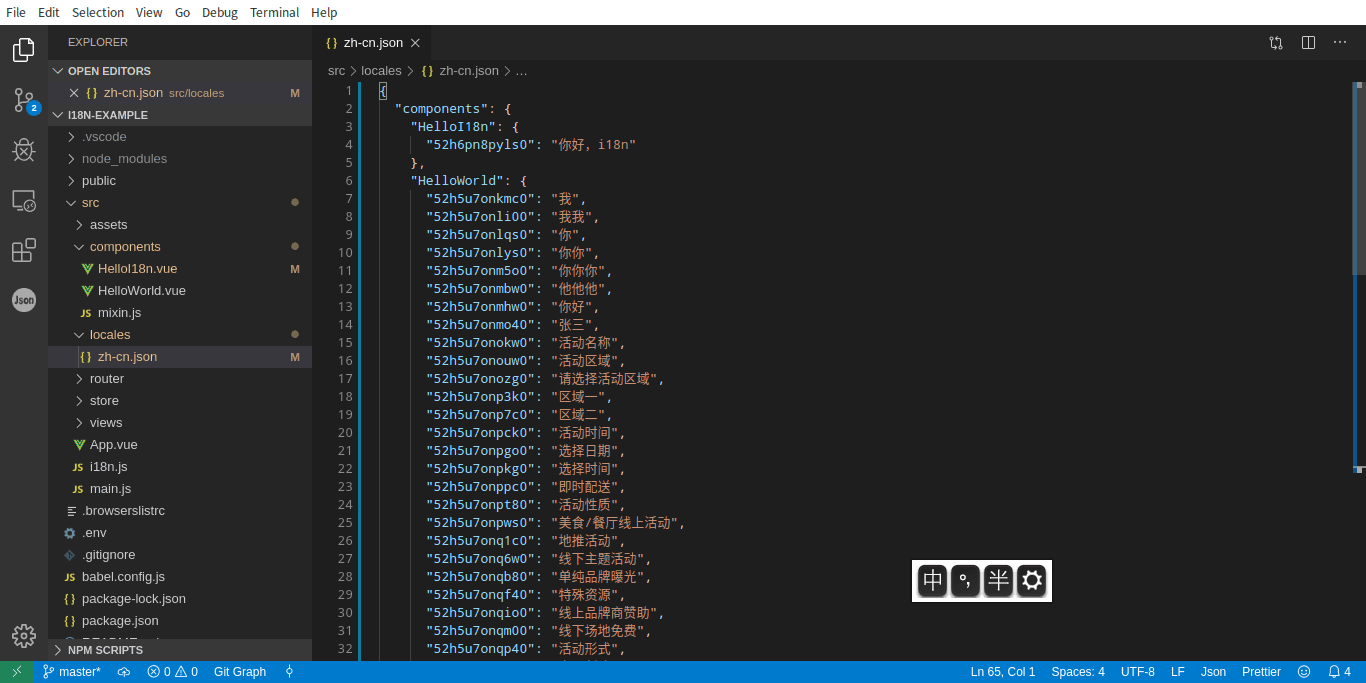 File Edit Selection View Go Debug Terminal Help
EXPLORER
OPEN EDITORS
zh-cn.json src/locales M
2
I18N-EXAMPLE
.vscode
node_modules
public
src
assets
components
HelloI18n.vue M
HelloWorld.vue
JS mixin.js
locales
{} zh-cn.json M
router
store
views
App.vue
JS i18n.js
JS main.js
.browserslistrc
.env
.gitignore
JS babel.config.js
{} package-lock.json
{} package.json
NPM SCRIPTS
Json
{} zh-cn.json
src > locales > {} zh-cn.json > …
1 {
2 "components": {
3 "HelloI18n": {
4 "52h6pn8pyls0": "你好，i18n"
5 },
6 "HelloWorld": {
7 "52h5u7onkmc0": "我",
8 "52h5u7onli00": "我我",
9 "52h5u7onlqs0": "你",
10 "52h5u7onlys0": "你你",
11 "52h5u7onm5o0": "你你你",
12 "52h5u7onmbw0": "他他他",
13 "52h5u7onmhw0": "你好",
14 "52h5u7onmo40": "张三",
15 "52h5u7onokw0": "活动名称",
16 "52h5u7onouw0": "活动区域",
17 "52h5u7onozg0": "请选择活动区域",
18 "52h5u7onp3k0": "区域一",
19 "52h5u7onp7c0": "区域二",
20 "52h5u7onpck0": "活动时间",
21 "52h5u7onpgo0": "选择日期",
22 "52h5u7onpkg0": "选择时间",
23 "52h5u7onppc0": "即时配送",
24 "52h5u7onpt80": "活动性质",
25 "52h5u7onpws0": "美食/餐厅线上活动",
26 "52h5u7onq1c0": "地推活动",
27 "52h5u7onq6w0": "线下主题活动",
28 "52h5u7onqb80": "单纯品牌曝光",
29 "52h5u7onqf40": "特殊资源",
30 "52h5u7onqio0": "线上品牌商赞助",
31 "52h5u7onqm00": "线下场地免费",
32 "52h5u7onqp40": "活动形式",
中 °, 半
master* 0 0 Git Graph Ln 65, Col 1 Spaces: 4 UTF-8 LF Json Prettier 4